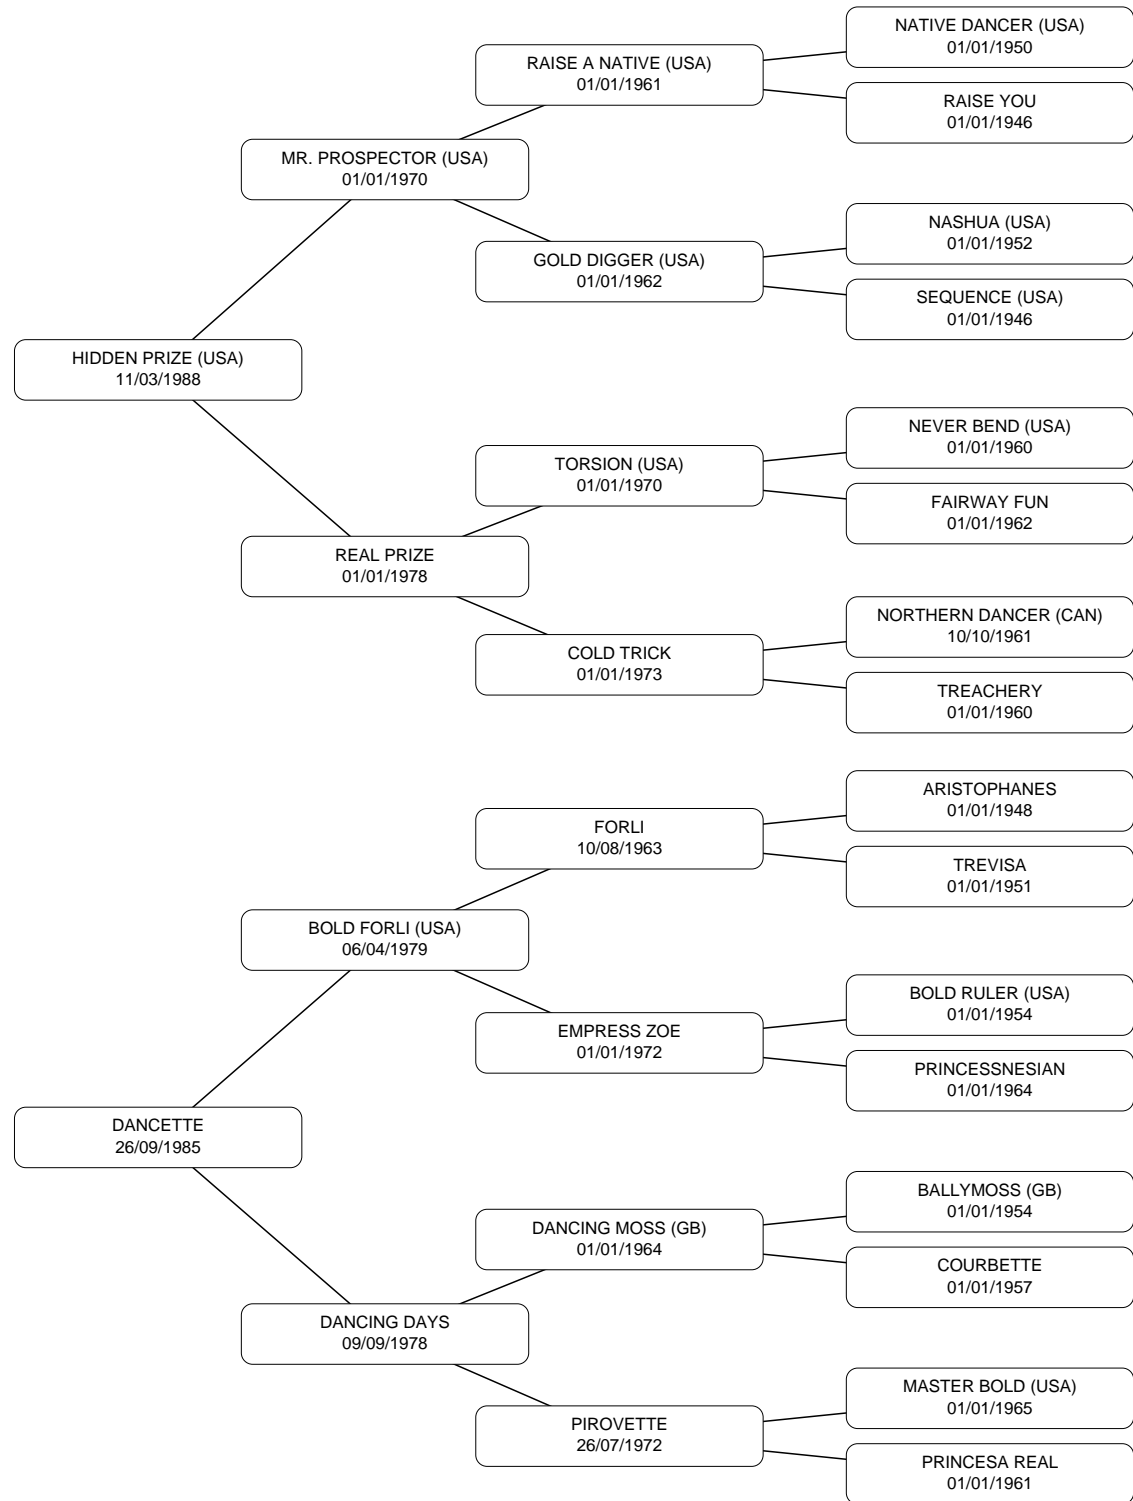 NATIVE DANCER (USA)
01/01/1950
RAISE A NATIVE (USA)
01/01/1961
RAISE YOU
01/01/1946
MR. PROSPECTOR (USA)
01/01/1970
NASHUA (USA)
01/01/1952
GOLD DIGGER (USA)
01/01/1962
SEQUENCE (USA)
01/01/1946
HIDDEN PRIZE (USA)
11/03/1988
NEVER BEND (USA)
01/01/1960
TORSION (USA)
01/01/1970
FAIRWAY FUN
01/01/1962
REAL PRIZE
01/01/1978
NORTHERN DANCER (CAN)
10/10/1961
COLD TRICK
01/01/1973
TREACHERY
01/01/1960
ARISTOPHANES
01/01/1948
FORLI
10/08/1963
TREVISA
01/01/1951
BOLD FORLI (USA)
06/04/1979
BOLD RULER (USA)
01/01/1954
EMPRESS ZOE
01/01/1972
PRINCESSNESIAN
01/01/1964
DANCETTE
26/09/1985
BALLYMOSS (GB)
01/01/1954
DANCING MOSS (GB)
01/01/1964
COURBETTE
01/01/1957
DANCING DAYS
09/09/1978
MASTER BOLD (USA)
01/01/1965
PIROVETTE
26/07/1972
PRINCESA REAL
01/01/1961